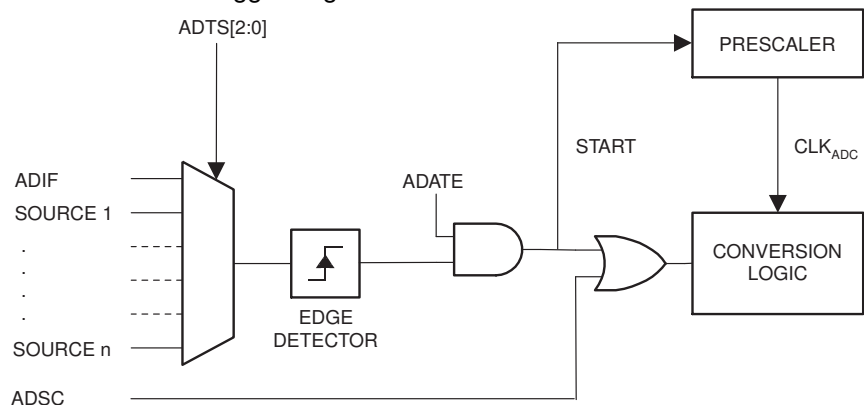 ADTS[2:0]
PRESCALER
START
CLKADC
ADIF
ADATE
SOURCE 1
.
.
.
.
CONVERSION
LOGIC
EDGE
DETECTOR
SOURCE n
ADSC